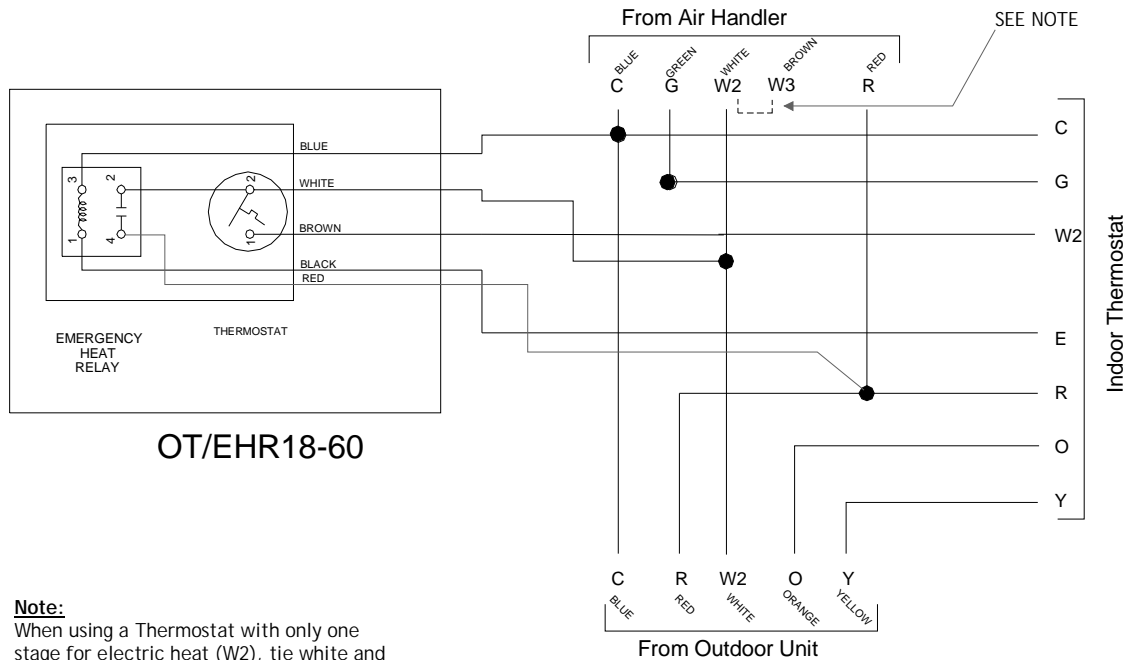 From Air Handler
SEE NOTE
BLUE
GREEN
WHITE
BROWN
RED
C
G
W2
W3
R
C
G
W2
E
R
O
Y
Indoor Thermostat
BLUE
WHITE
BROWN
BLACK
RED
3
2
1
4
2
1
EMERGENCY
HEAT
RELAY
THERMOSTAT
OT/EHR18-60
C
R
W2
O
Y
BLUE
RED
WHITE
ORANGE
YELLOW
From Outdoor Unit
Note:
When using a Thermostat with only one
stage for electric heat (W2), tie white and